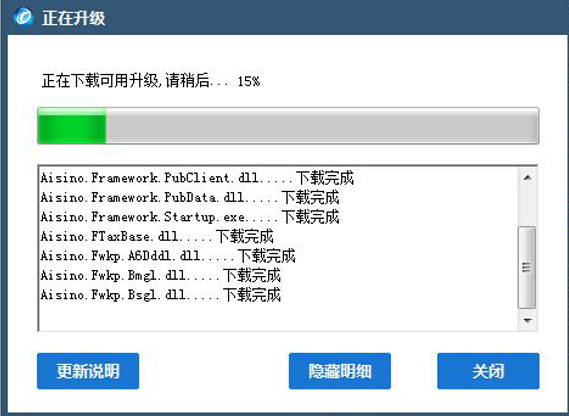 正在升级
正在下载可用升级,请稍后... 15%
Aisino.Framework.PubClient.dll.....下载完成
Aisino.Framework.PubData.dll.....下载完成
Aisino.Framework.Startup.exe.....下载完成
Aisino.FTaxBase.dll.....下载完成
Aisino.Fwkp.A6Dddl.dll.....下载完成
Aisino.Fwkp.Bmgl.dll.....下载完成
Aisino.Fwkp.Bsgl.dll.....下载完成
更新说明 隐藏明细 关闭